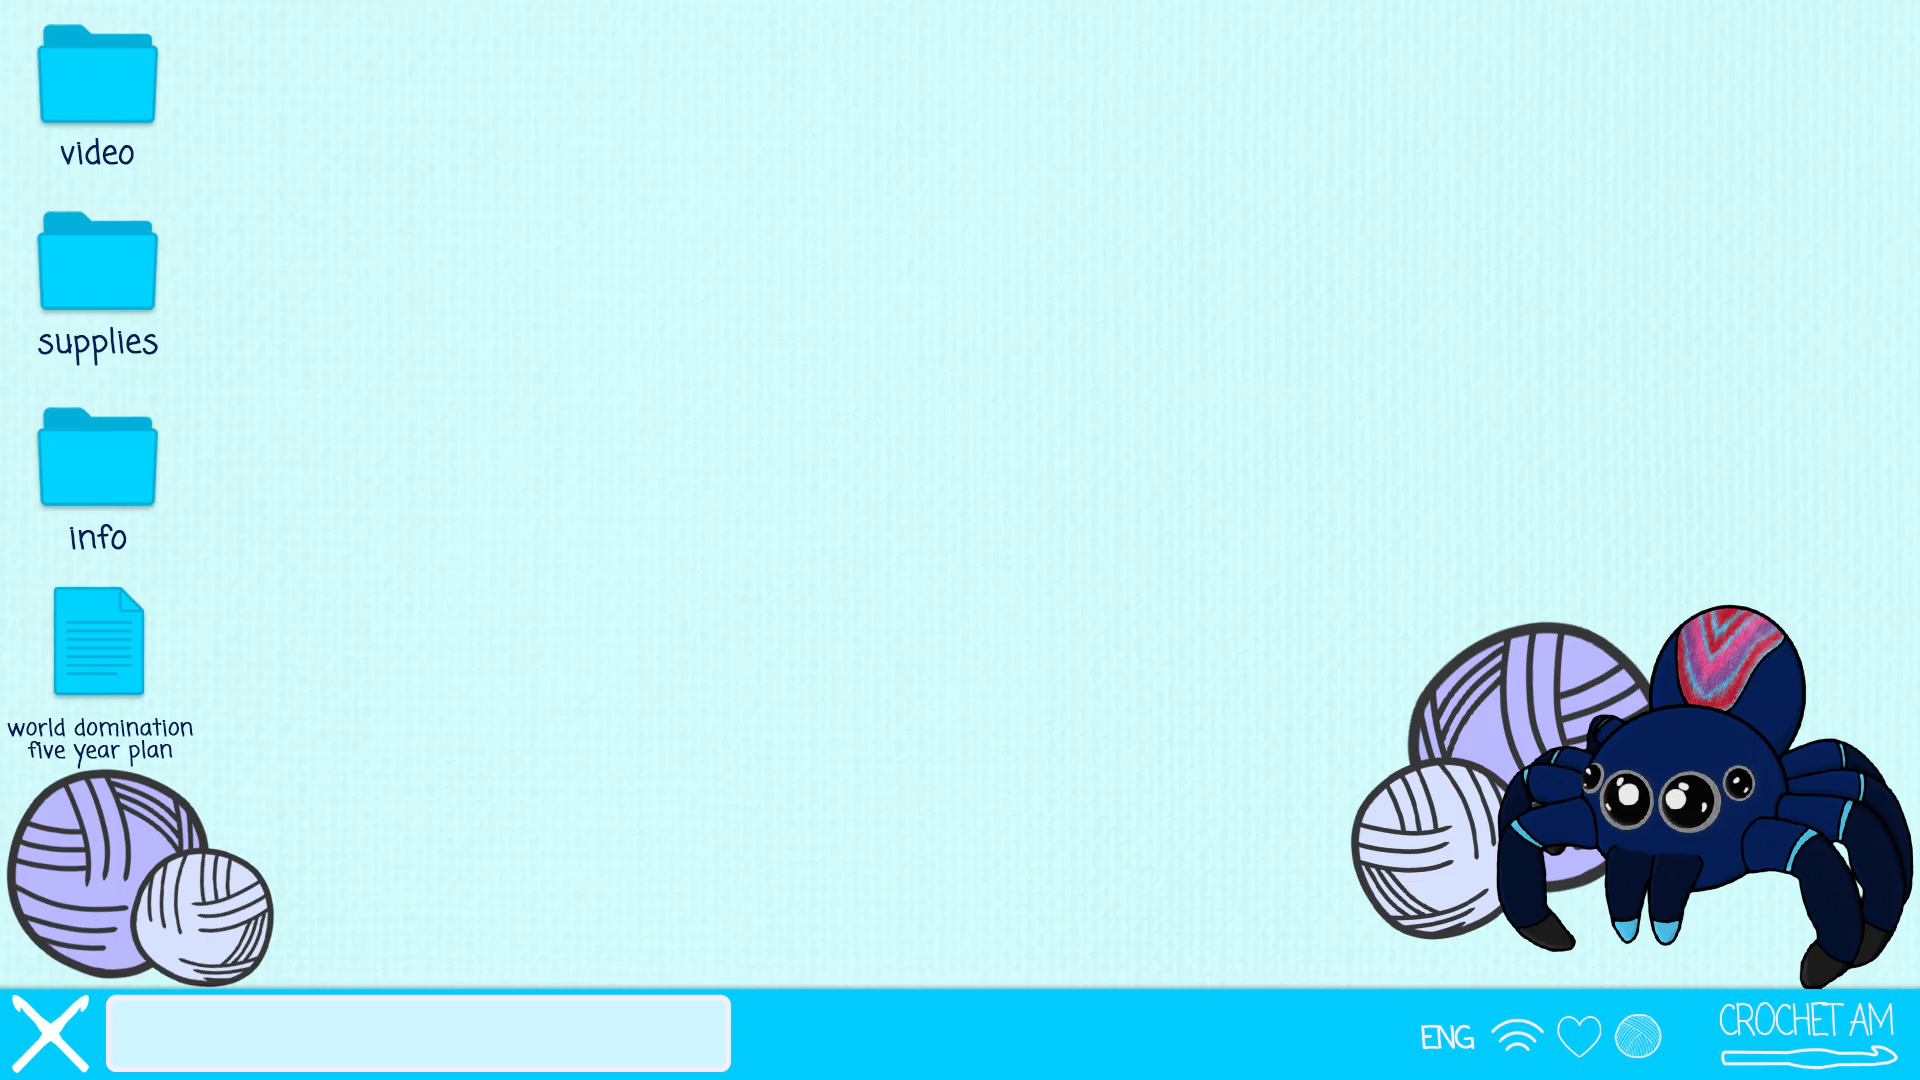 video
supplies
info
world domination
five year plan
ENG
CROCHET AM